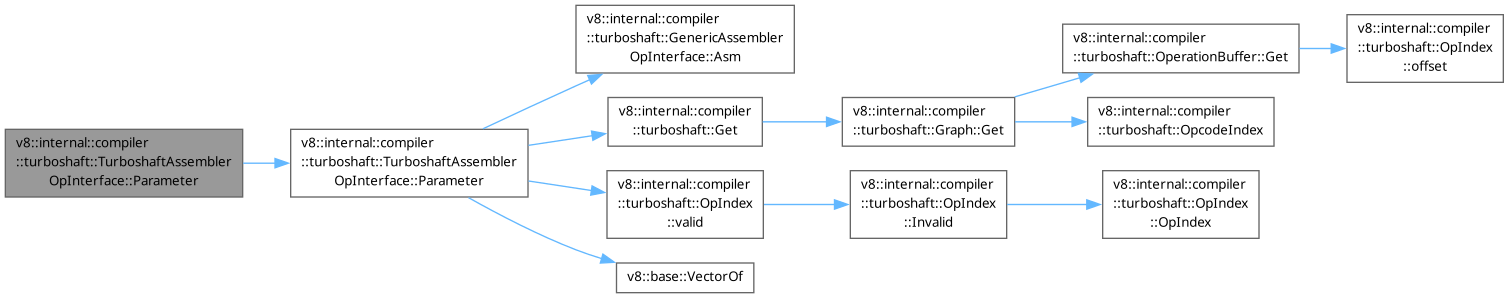 v8::internal::compiler
::turboshaft::TurboshaftAssembler
OpInterface::Parameter
v8::internal::compiler
::turboshaft::TurboshaftAssembler
OpInterface::Parameter
v8::internal::compiler
::turboshaft::GenericAssembler
OpInterface::Asm
v8::internal::compiler
::turboshaft::Get
v8::internal::compiler
::turboshaft::Graph::Get
v8::internal::compiler
::turboshaft::OperationBuffer::Get
v8::internal::compiler
::turboshaft::OpIndex
::offset
v8::internal::compiler
::turboshaft::OpcodeIndex
v8::internal::compiler
::turboshaft::OpIndex
::valid
v8::internal::compiler
::turboshaft::OpIndex
::Invalid
v8::internal::compiler
::turboshaft::OpIndex
::OpIndex
v8::base::VectorOf